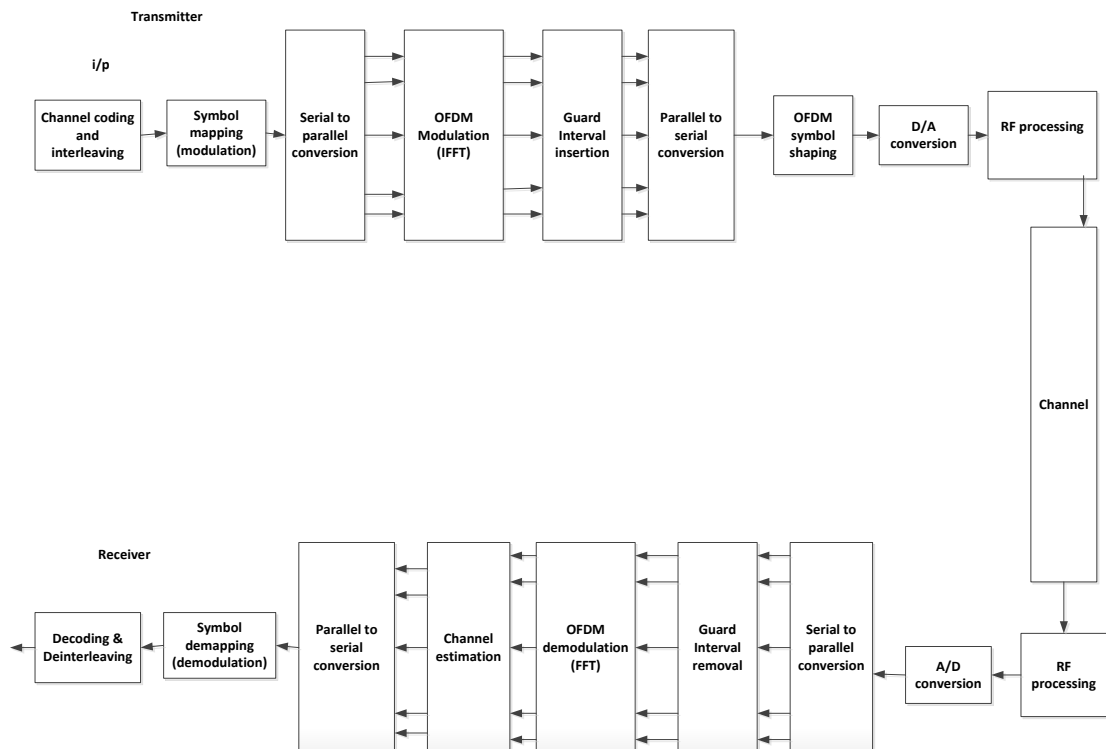 Transmitter
i/p
Channel coding
and
interleaving
Symbol
mapping
(modulation)
Serial to
parallel
conversion
OFDM
Modulation
(IFFT)
Guard
Interval
insertion
Parallel to
serial
conversion
OFDM
symbol
shaping
D/A
conversion
RF processing
Channel
Receiver
Decoding &
Deinterleaving
Symbol
demapping
(demodulation)
Parallel to
serial
conversion
Channel
estimation
OFDM
demodulation
(FFT)
Guard
Interval
removal
Serial to
parallel
conversion
A/D
conversion
RF
processing